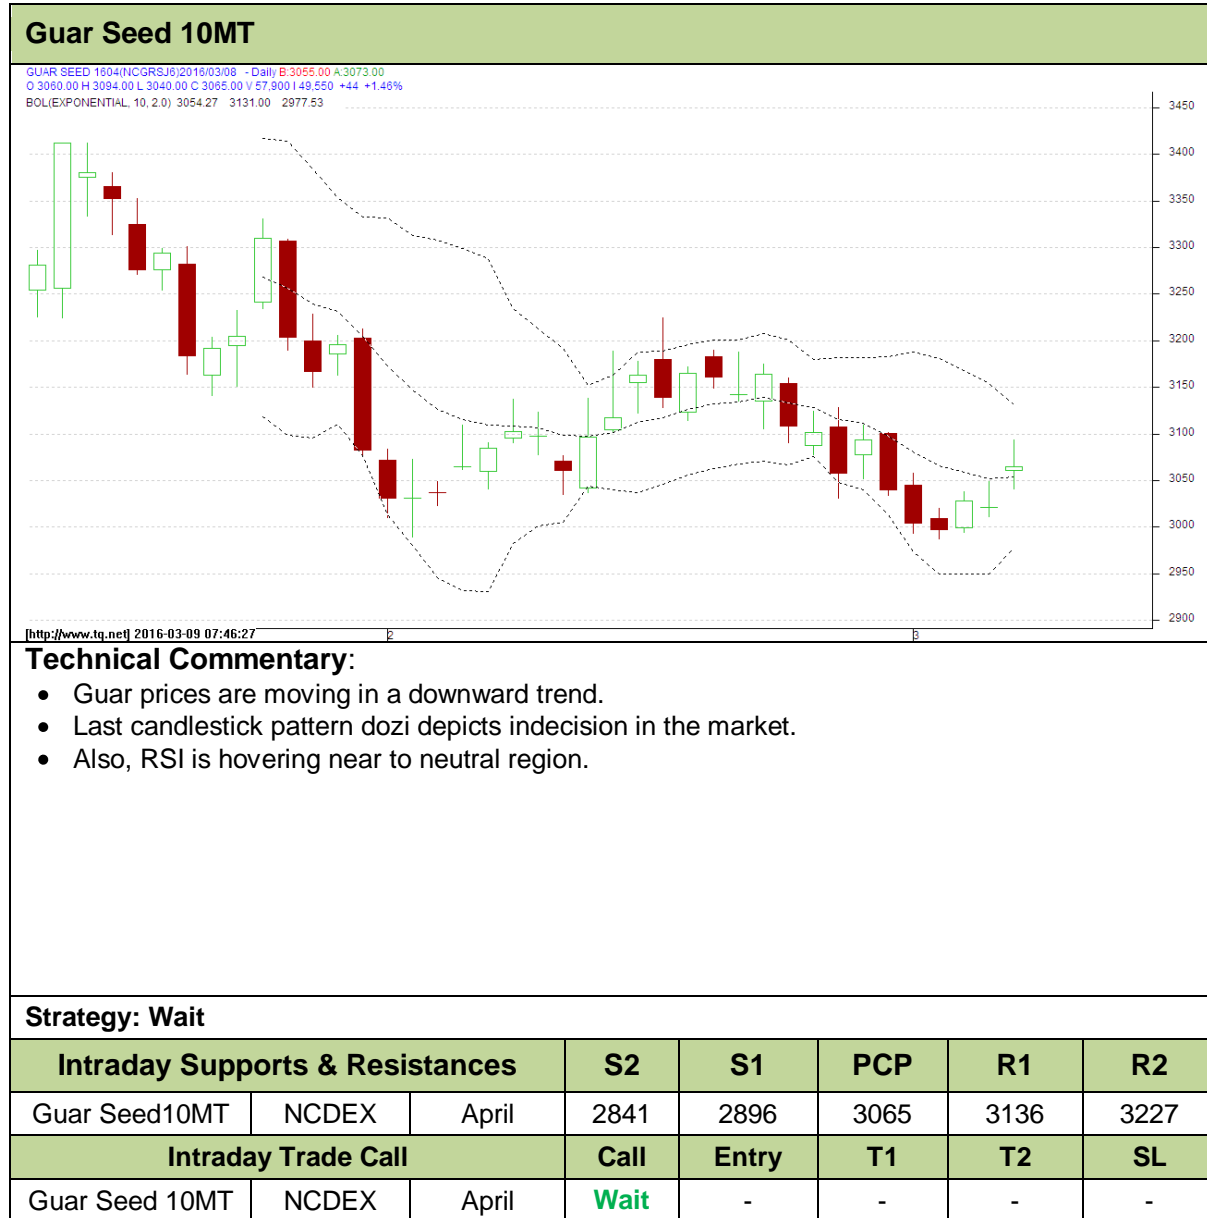 Guar Seed 10MT
GUAR SEED 1604(NCGRSJ6)2016/03/08 - Daily B:3055.00 A:3073.00
O 3060.00 H 3094.00 L 3040.00 C 3065.00 V 57,900 I 49,550 +44 +1.46%
BOL(EXPONENTIAL, 10, 2.0) 3054.27 3131.00 2977.53
3450
3400
3350
3300
3250
3200
3150
3100
3050
3000
2950
2900
[http://www.tq.net] 2016-03-09 07:46:27 2 3
Technical Commentary:
• Guar prices are moving in a downward trend.
• Last candlestick pattern dozi depicts indecision in the market.
• Also, RSI is hovering near to neutral region.
Strategy: Wait
Intraday Supports & Resistances S2 S1 PCP R1 R2
Guar Seed10MT NCDEX April 2841 2896 3065 3136 3227
Intraday Trade Call Call Entry T1 T2 SL
Guar Seed 10MT NCDEX April Wait - - - -